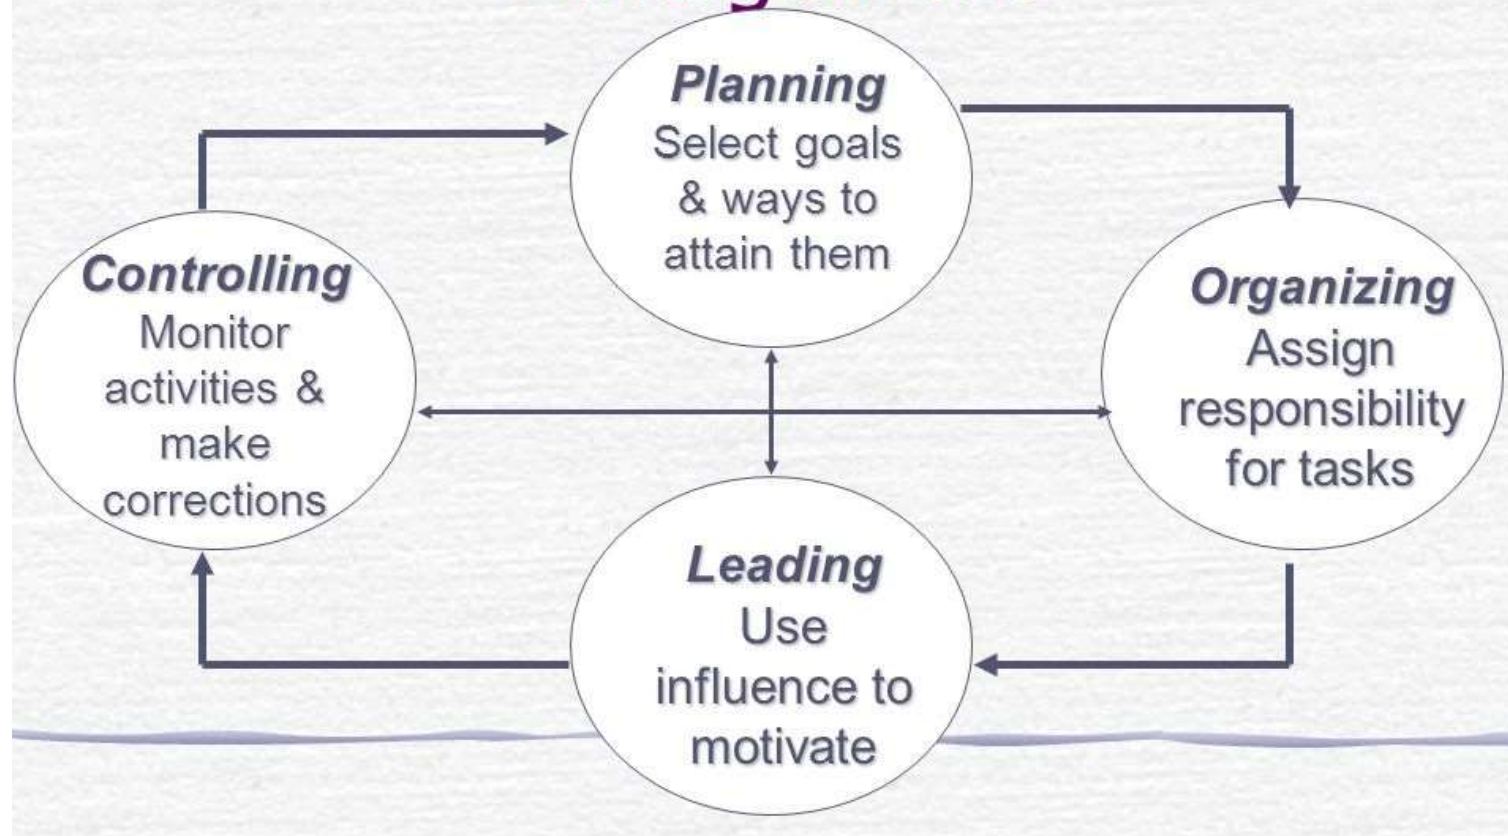 Planning
Select goals
& ways to
attain them
Organizing
Assign
responsibility
for tasks
Leading
Use
influence to
motivate
Controlling
Monitor
activities &
make
corrections